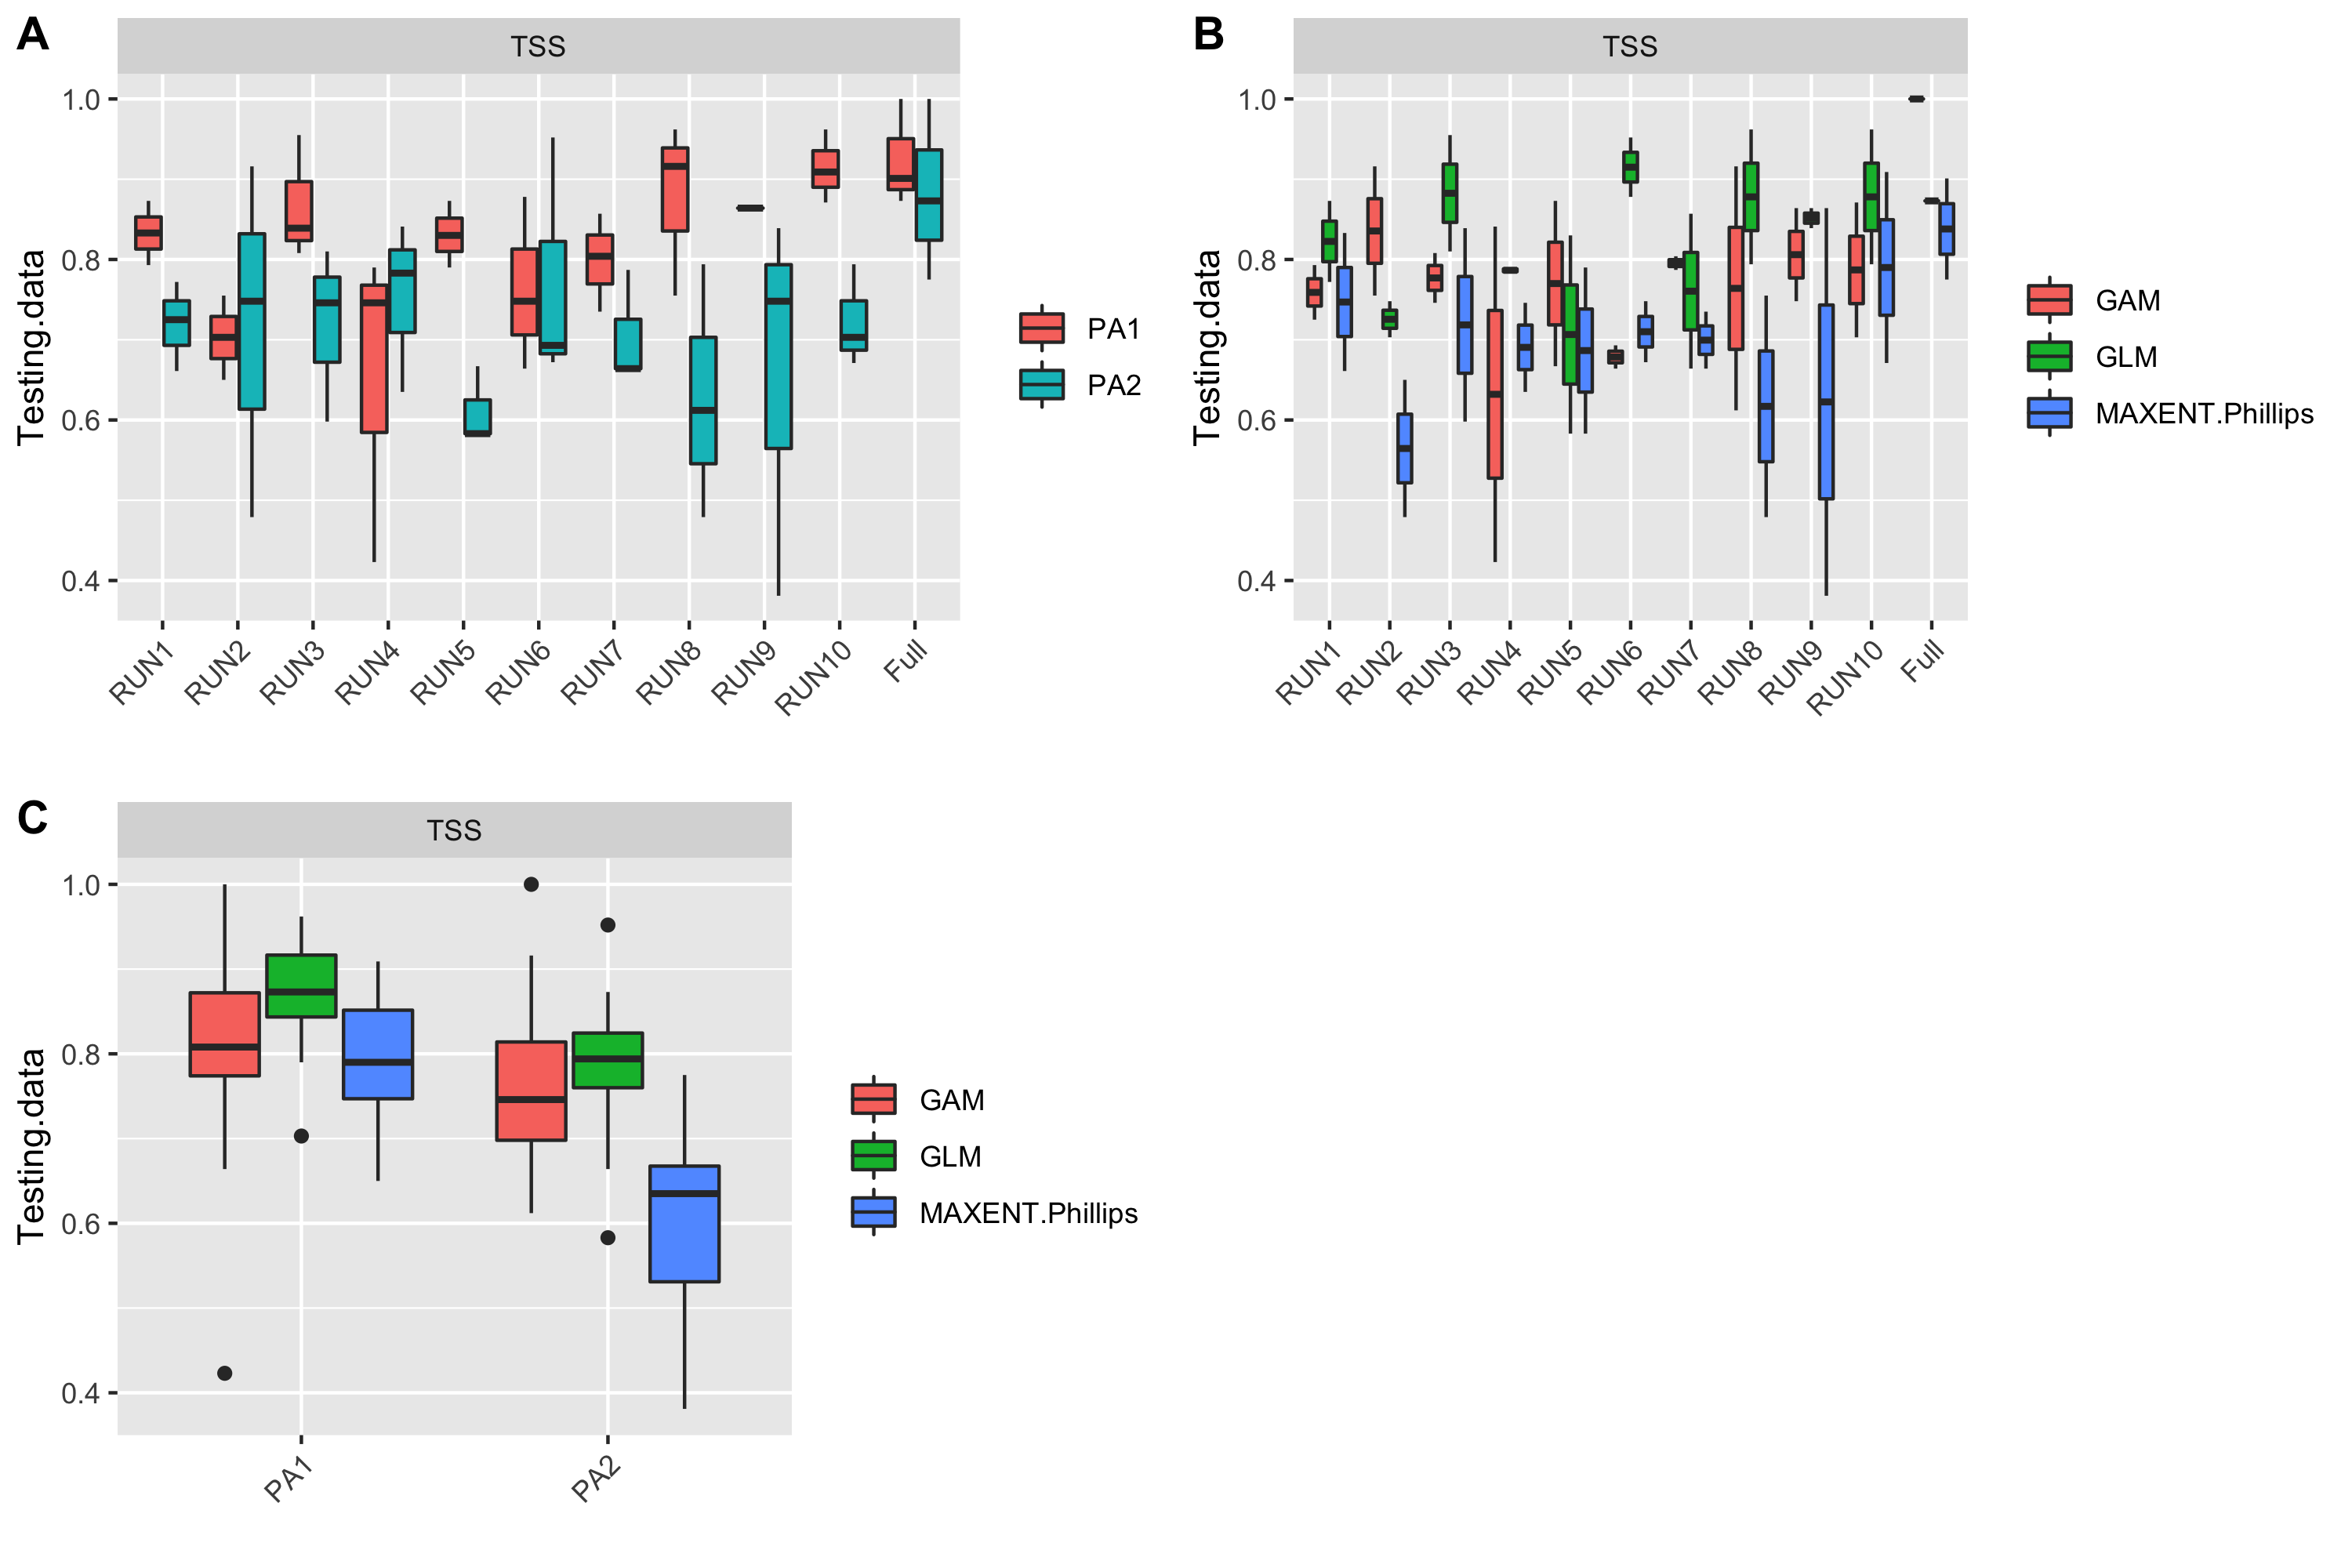 A
TSS
Testing.data
1.0
0.8
0.6
0.4
RUN1
RUN2
RUN3
RUN4
RUN5
RUN6
RUN7
RUN8
RUN9
RUN10
Full
PA1
PA2
B
TSS
Testing.data
1.0
0.8
0.6
0.4
RUN1
RUN2
RUN3
RUN4
RUN5
RUN6
RUN7
RUN8
RUN9
RUN10
Full
GAM
GLM
MAXENT.Phillips
C
TSS
Testing.data
1.0
0.8
0.6
0.4
PA1
PA2
GAM
GLM
MAXENT.Phillips